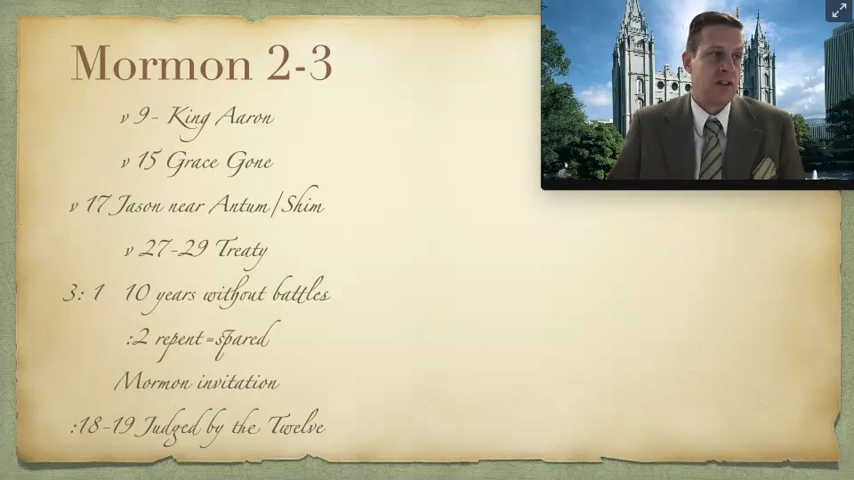 Mormon 2-3
v 9- King Aaron
v 15 Grace Gone
v 17 Jason near Antum/Shim
v 27-29 Treaty
3: 1 10 years without battles
:2 repent=spared
Mormon invitation
:18-19 Judged by the Twelve